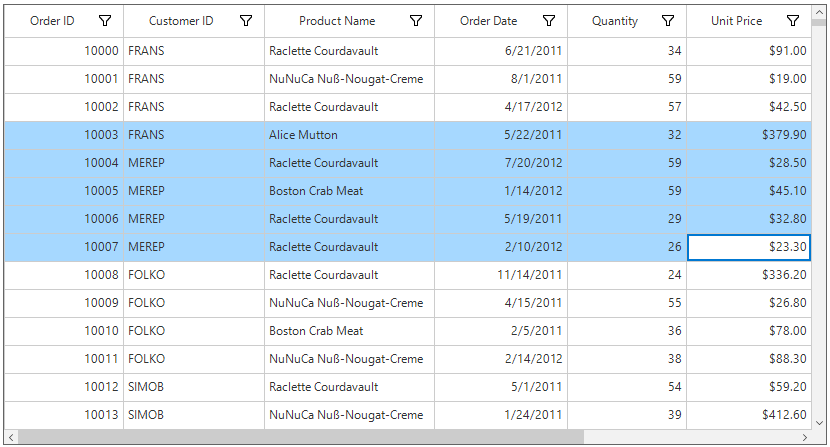 Order ID Customer ID Product Name Order Date Quantity Unit Price
10000 FRANS Raclette Courdavault 6/21/2011 34 $91.00
10001 FRANS NuNuCa Nuß-Nougat-Creme 8/1/2011 59 $19.00
10002 FRANS Raclette Courdavault 4/17/2012 57 $42.50
10003 FRANS Alice Mutton 5/22/2011 32 $379.90
10004 MEREP Raclette Courdavault 7/20/2012 59 $28.50
10005 MEREP Boston Crab Meat 1/14/2012 59 $45.10
10006 MEREP Raclette Courdavault 5/19/2011 29 $32.80
10007 MEREP Raclette Courdavault 2/10/2012 26 $23.30
10008 FOLKO Raclette Courdavault 11/14/2011 24 $336.20
10009 FOLKO NuNuCa Nuß-Nougat-Creme 4/15/2011 55 $26.80
10010 FOLKO Boston Crab Meat 2/5/2011 36 $78.00
10011 FOLKO NuNuCa Nuß-Nougat-Creme 2/14/2012 38 $88.30
10012 SIMOB Raclette Courdavault 5/1/2011 54 $59.20
10013 SIMOB NuNuCa Nuß-Nougat-Creme 1/24/2011 39 $412.60